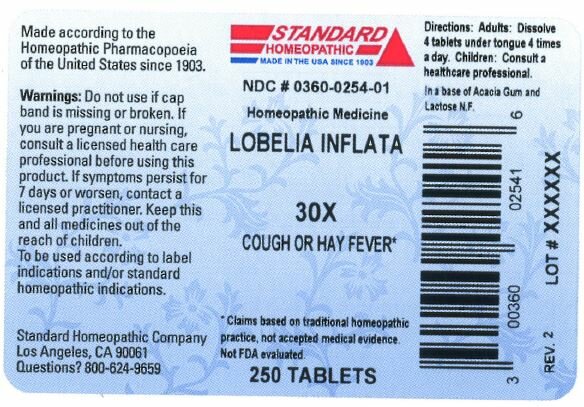 Made according to the
Homeopathic Pharmacopoeia
of the United States since 1903.
Warnings: Do not use if cap
band is missing or broken. If
you are pregnant or nursing,
consult a licensed health care
professional before using this
product. If symptoms persist for
7 days or worsen, contact a
licensed practitioner. Keep this
and all medicines out of the
reach of children.
To be used according to label
indications and/or standard
homeopathic indications.
Standard Homeopathic Company
Los Angeles, CA 90061
Questions? 800-624-9659
STANDARD
HOMEOPATHIC
MADE IN THE USA SINCE 1903
NDC # 0360-0254-01
Homeopathic Medicine
LOBELIA INFLATA
30X
COUGH OR HAY FEVER*
* Claims based on traditional homeopathic
practice, not accepted medical evidence.
Not FDA evaluated.
250 TABLETS
Directions: Adults: Dissolve
4 tablets under tongue 4 times
a day. Children: Consult a
healthcare professional.
In a base of Acacia Gum and
Lactose N.F.
3 00360 02541 6
REV. 2 LOT # XXXXXX